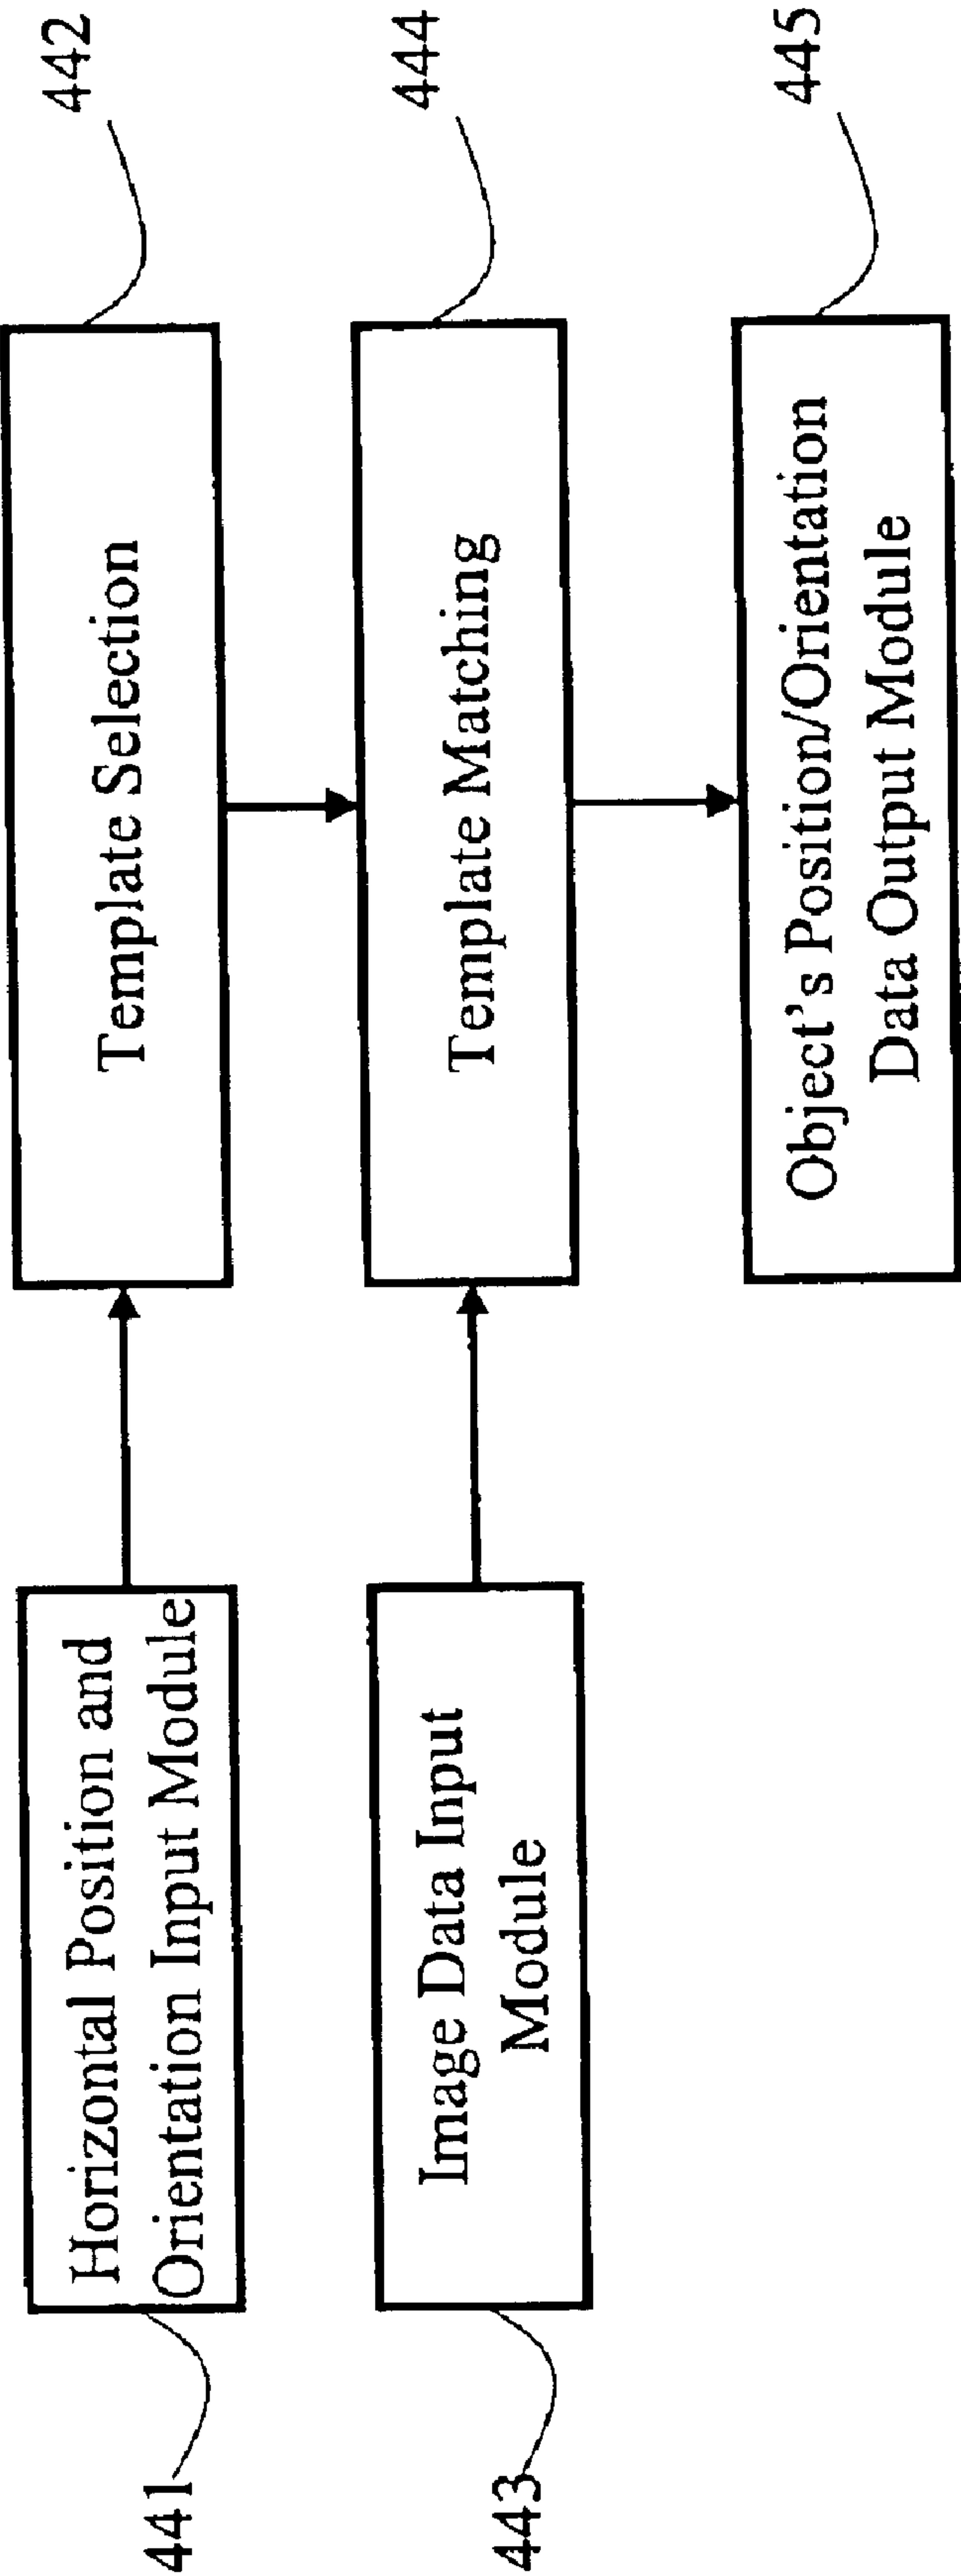 441
Horizontal Position and
Orientation Input Module
Template Selection
442
443
Image Data Input
Module
Template Matching
444
Object's Position/Orientation
Data Output Module
445